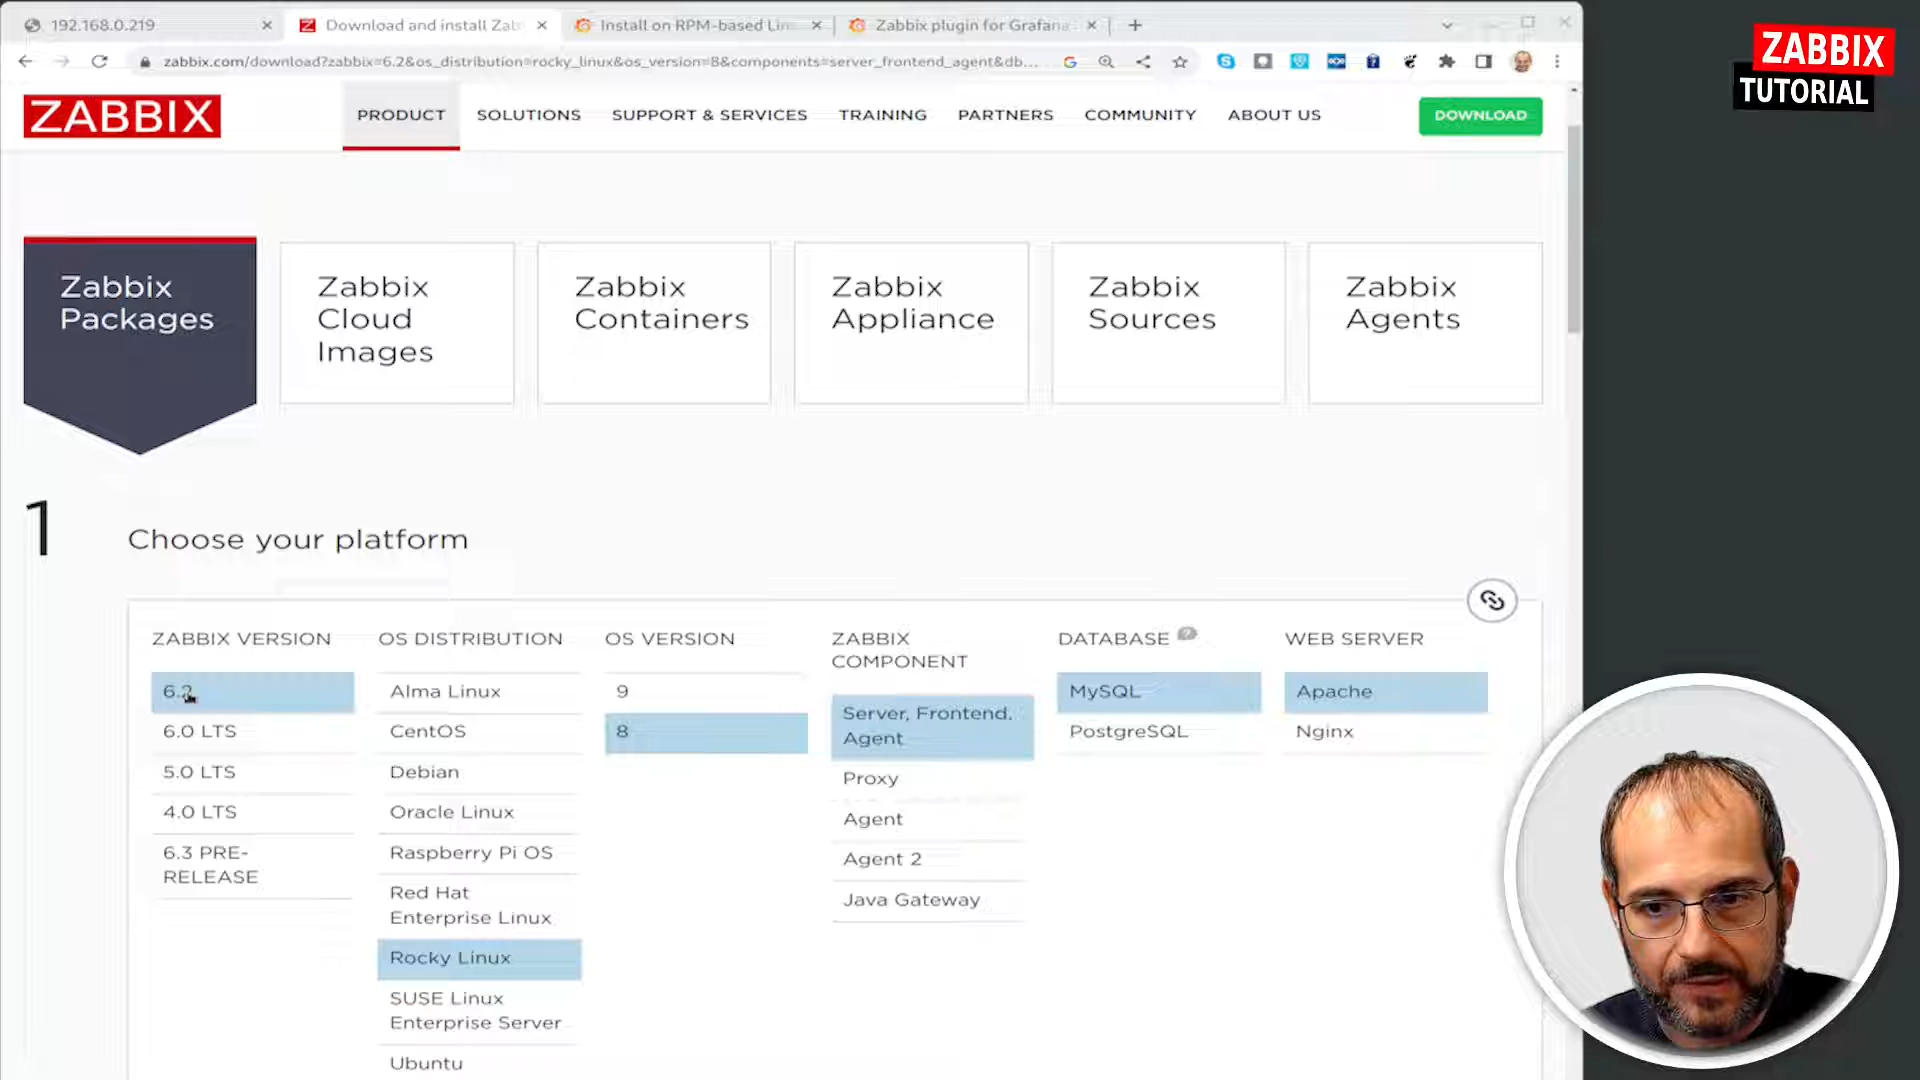 192.168.0.219
Download and install Zab
Install on RPM-based Lin
Zabbix plugin for Grafana
zabbix.com/download?zabbix=6.2&os_distribution=rocky_linux&os_version=8&components=server_frontend_agent&db...
ZABBIX
TUTORIAL
ZABBIX
PRODUCT
SOLUTIONS
SUPPORT & SERVICES
TRAINING
PARTNERS
COMMUNITY
ABOUT US
DOWNLOAD
Zabbix
Packages
Zabbix
Cloud
Images
Zabbix
Containers
Zabbix
Appliance
Zabbix
Sources
Zabbix
Agents
1
Choose your platform
ZABBIX VERSION
6.2
6.0 LTS
5.0 LTS
4.0 LTS
6.3 PRE-
RELEASE
OS DISTRIBUTION
Alma Linux
CentOS
Debian
Oracle Linux
Raspberry Pi OS
Red Hat
Enterprise Linux
Rocky Linux
SUSE Linux
Enterprise Server
Ubuntu
OS VERSION
9
8
ZABBIX
COMPONENT
Server, Frontend,
Agent
Proxy
Agent
Agent 2
Java Gateway
DATABASE
MySQL
PostgreSQL
WEB SERVER
Apache
Nginx